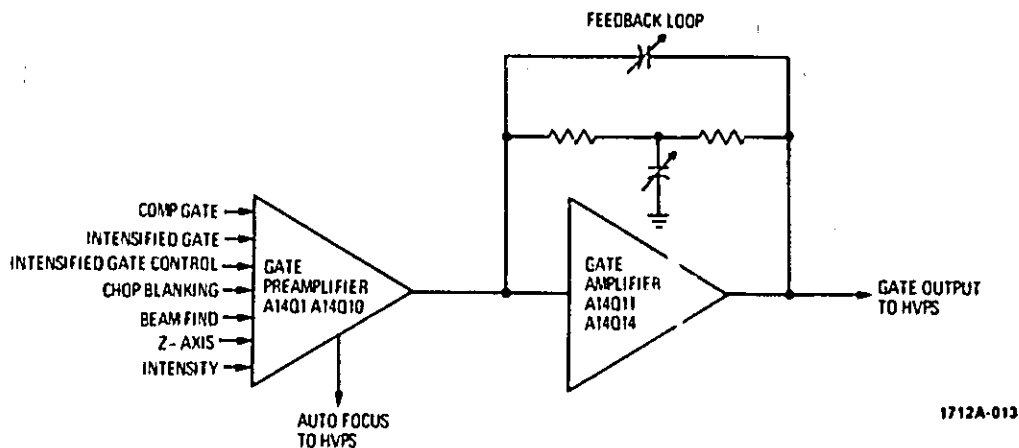 FEEDBACK LOOP
COMP GATE
INTENSIFIED GATE
INTENSIFIED GATE CONTROL
CHOP BLANKING
BEAM FIND
Z-AXIS
INTENSITY
GATE
PREAMPLIFIER
A14Q1 A14Q10
AUTO FOCUS
TO HVPS
GATE
AMPLIFIER
A14Q11
A14Q14
GATE OUTPUT
TO HVPS
1712A-013